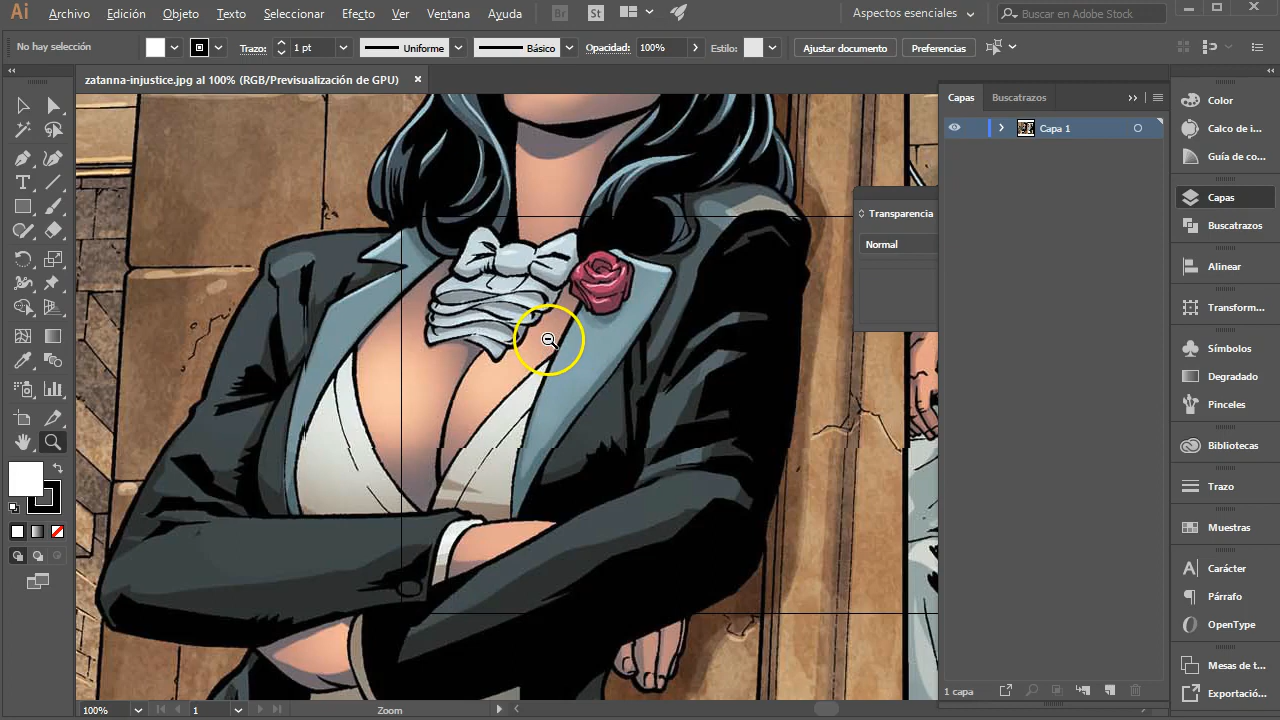 Ai Archivo Edición Objeto Texto Seleccionar Efecto Ver Ventana Ayuda Br St Aspectos esenciales Buscar en Adobe Stock
No hay selección Trazo: 1 pt Uniforme Básico Opacidad: 100% Estilo: Ajustar documento Preferencias
zatanna-injustice.jpg al 100% (RGB/Previsualización de GPU)
Capas Buscatrazos
Capa 1
Transparencia
Normal
1 capa
Color
Calco de i...
Guía de co...
Capas
Buscatrazos
Alinear
Transform...
Símbolos
Degradado
Pinceles
Bibliotecas
Trazo
Muestras
Carácter
Párrafo
OpenType
Mesas de t...
Exportació...
100% 1 Zoom